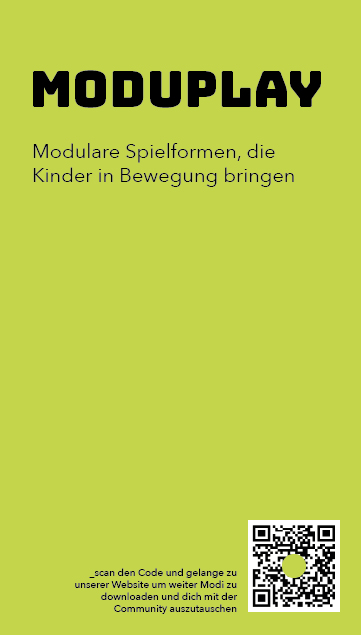 MODUPLAY
Modulare Spielformen, die
Kinder in Bewegung bringen
_scan den Code und gelange zu
unserer Website um weiter Modi zu
downloaden und dich mit der
Community auszutauschen